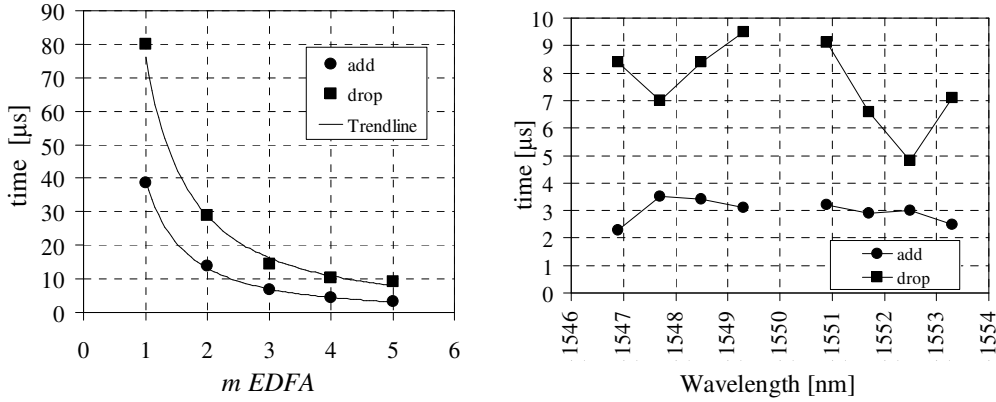 90
80
70
60
50
40
30
20
10
0
time [µs]
add
drop
Trendline
0 1 2 3 4 5 6
m EDFA
10
9
8
7
6
5
4
3
2
1
0
time [µs]
add
drop
1546 1547 1548 1549 1550 1551 1552 1553 1554
Wavelength [nm]